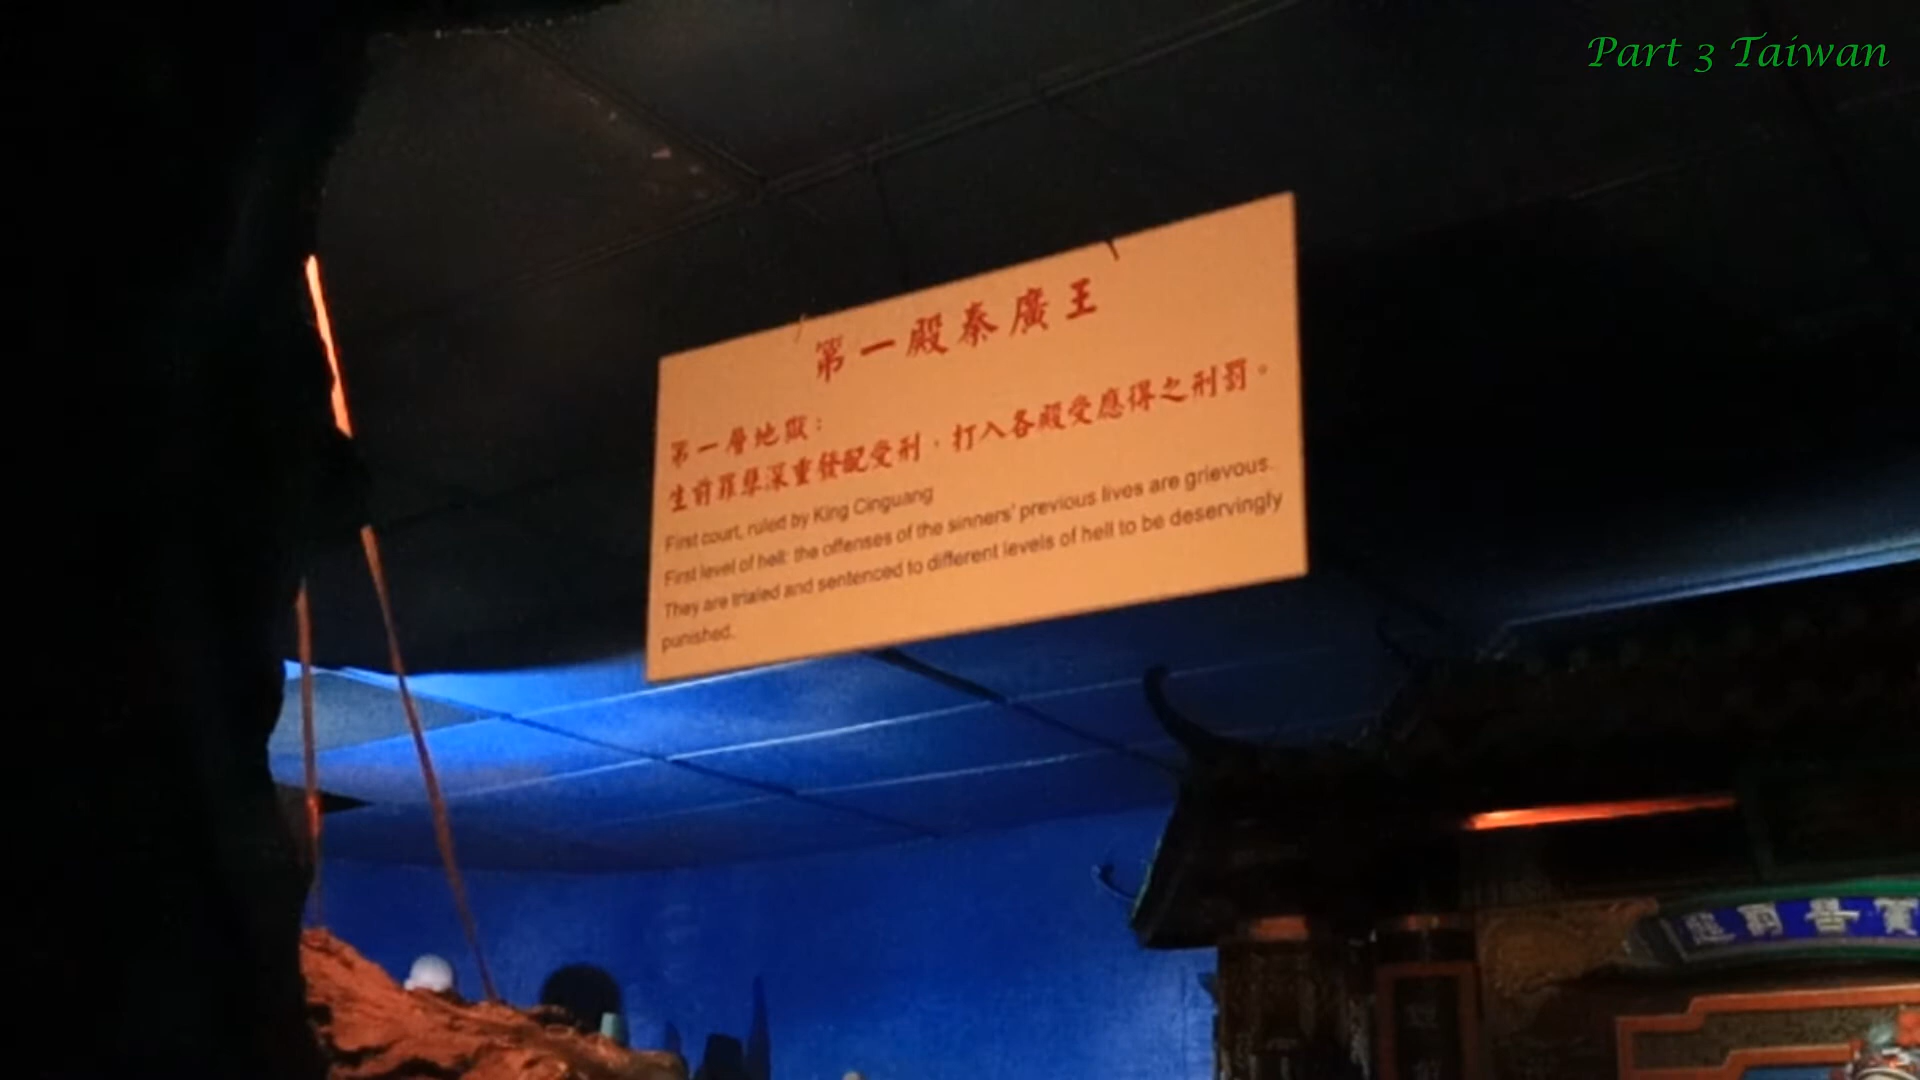 Part 3 Taiwan
第一殿秦廣王
第一層地獄：
生前罪孽深重發配受刑，打入各殿受應得之刑罰。
First court, ruled by King Cinguang
First level of hell: the offenses of the sinners' previous lives are grievous.
They are trialed and sentenced to different levels of hell to be deservingly
punished.